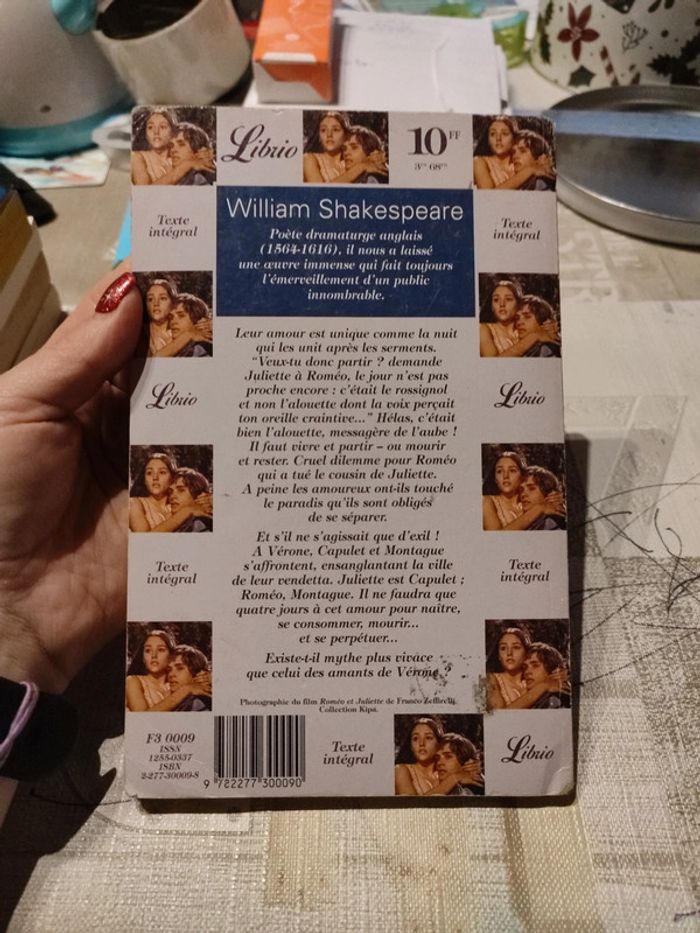 Librio
10 FF
William Shakespeare
Poète dramaturge anglais
(1564-1616), il nous a laissé
une œuvre immense qui fait toujours
l'émerveillement d'un public
innombrable.
Texte
intégral
Texte
intégral
Leur amour est unique comme la nuit
qui les unit après les serments.
"Veux-tu donc partir ? demande
Juliette à Roméo, le jour n'est pas
proche encore : c'était le rossignol
et non l'alouette dont la voix perçait
ton oreille craintive..." Hélas, c'était
bien l'alouette, messagère de l'aube !
Il faut vivre et partir – ou mourir
et rester. Cruel dilemme pour Roméo
qui a tué le cousin de Juliette.
A peine les amoureux ont-ils touché
le paradis qu'ils sont obligés
de se séparer.
Librio
Librio
Et s'il ne s'agissait que d'exil !
A Vérone, Capulet et Montague
s'affrontent, ensanglantant la ville
de leur vendetta. Juliette est Capulet ;
Roméo, Montague. Il ne faudra que
quatre jours à cet amour pour naître,
se consommer, mourir...
et se perpétuer...
Texte
intégral
Texte
intégral
Existe-t-il mythe plus vivace
que celui des amants de Vérone ?
Photographie du film Roméo et Juliette de Franco Zeffirelli.
Collection Kipa.
F3 0009
ISSN
1255-0337
ISBN
2-277-30009-8
9 782277 300090
Texte
intégral
Librio